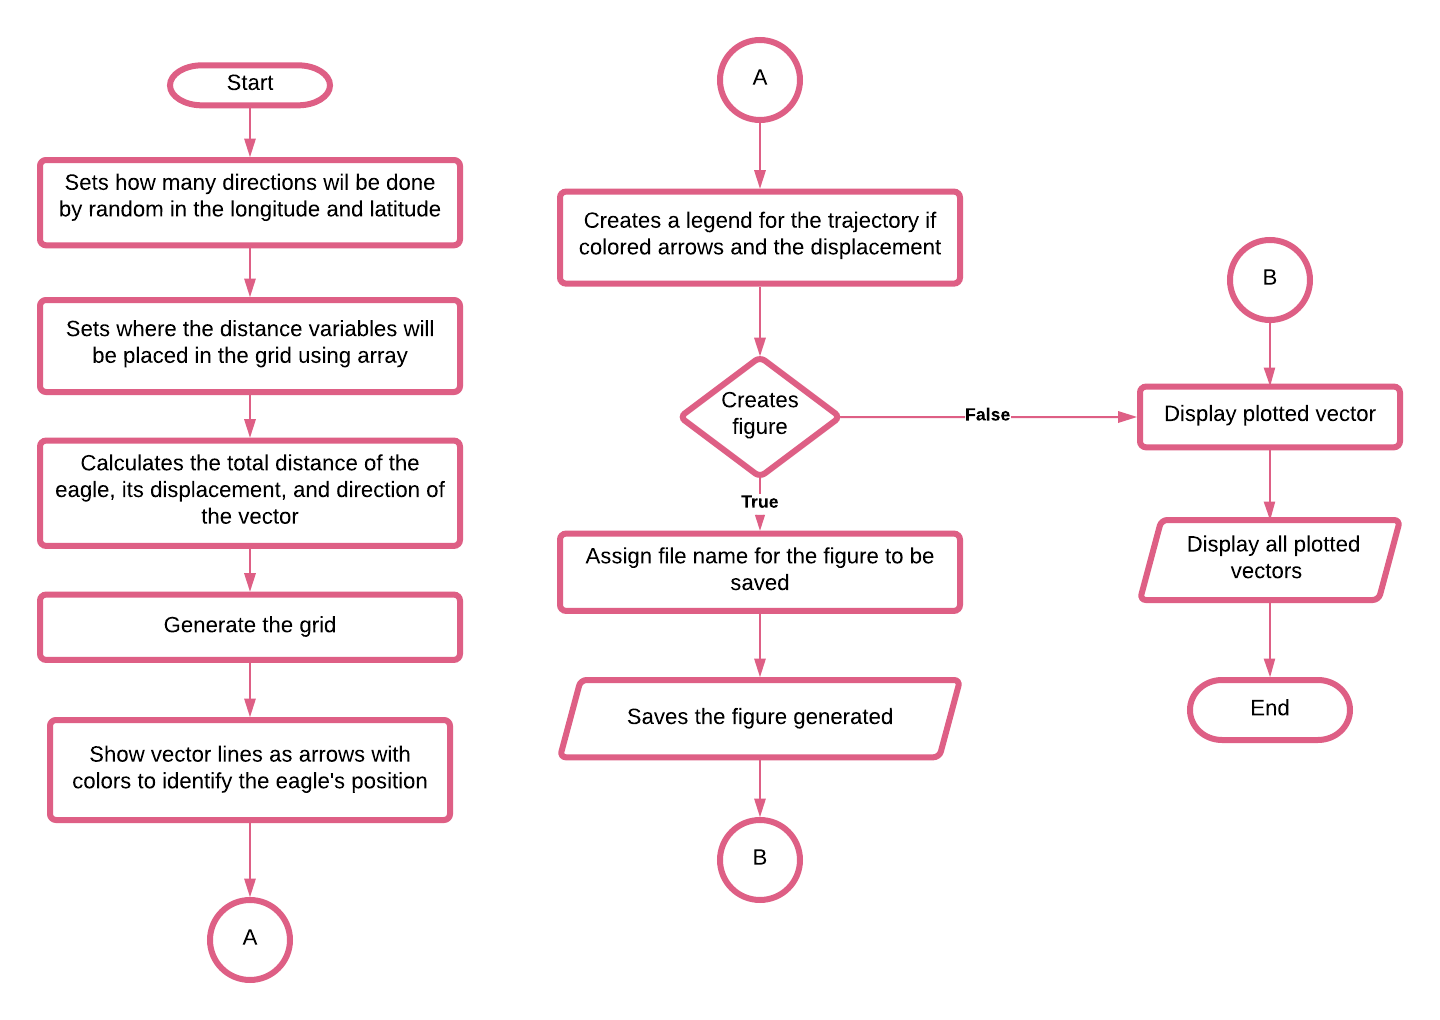 Start
Sets how many directions wil be done
by random in the longitude and latitude
Sets where the distance variables will
be placed in the grid using array
Calculates the total distance of the
eagle, its displacement, and direction of
the vector
Generate the grid
Show vector lines as arrows with
colors to identify the eagle's position
A
A
Creates a legend for the trajectory if
colored arrows and the displacement
Creates
figure
False
True
Assign file name for the figure to be
saved
Saves the figure generated
B
B
Display plotted vector
Display all plotted
vectors
End